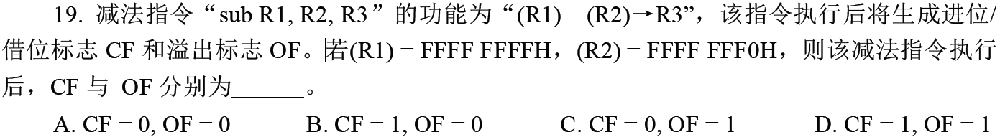 19. 减法指令“sub R1, R2, R3”的功能为“(R1) − (R2)→R3”，该指令执行后将生成进位/
借位标志 CF 和溢出标志 OF。若(R1) = FFFF FFFFH，(R2) = FFFF FFF0H，则该减法指令执行
后，CF 与 OF 分别为______。
A. CF = 0, OF = 0 B. CF = 1, OF = 0 C. CF = 0, OF = 1 D. CF = 1, OF = 1